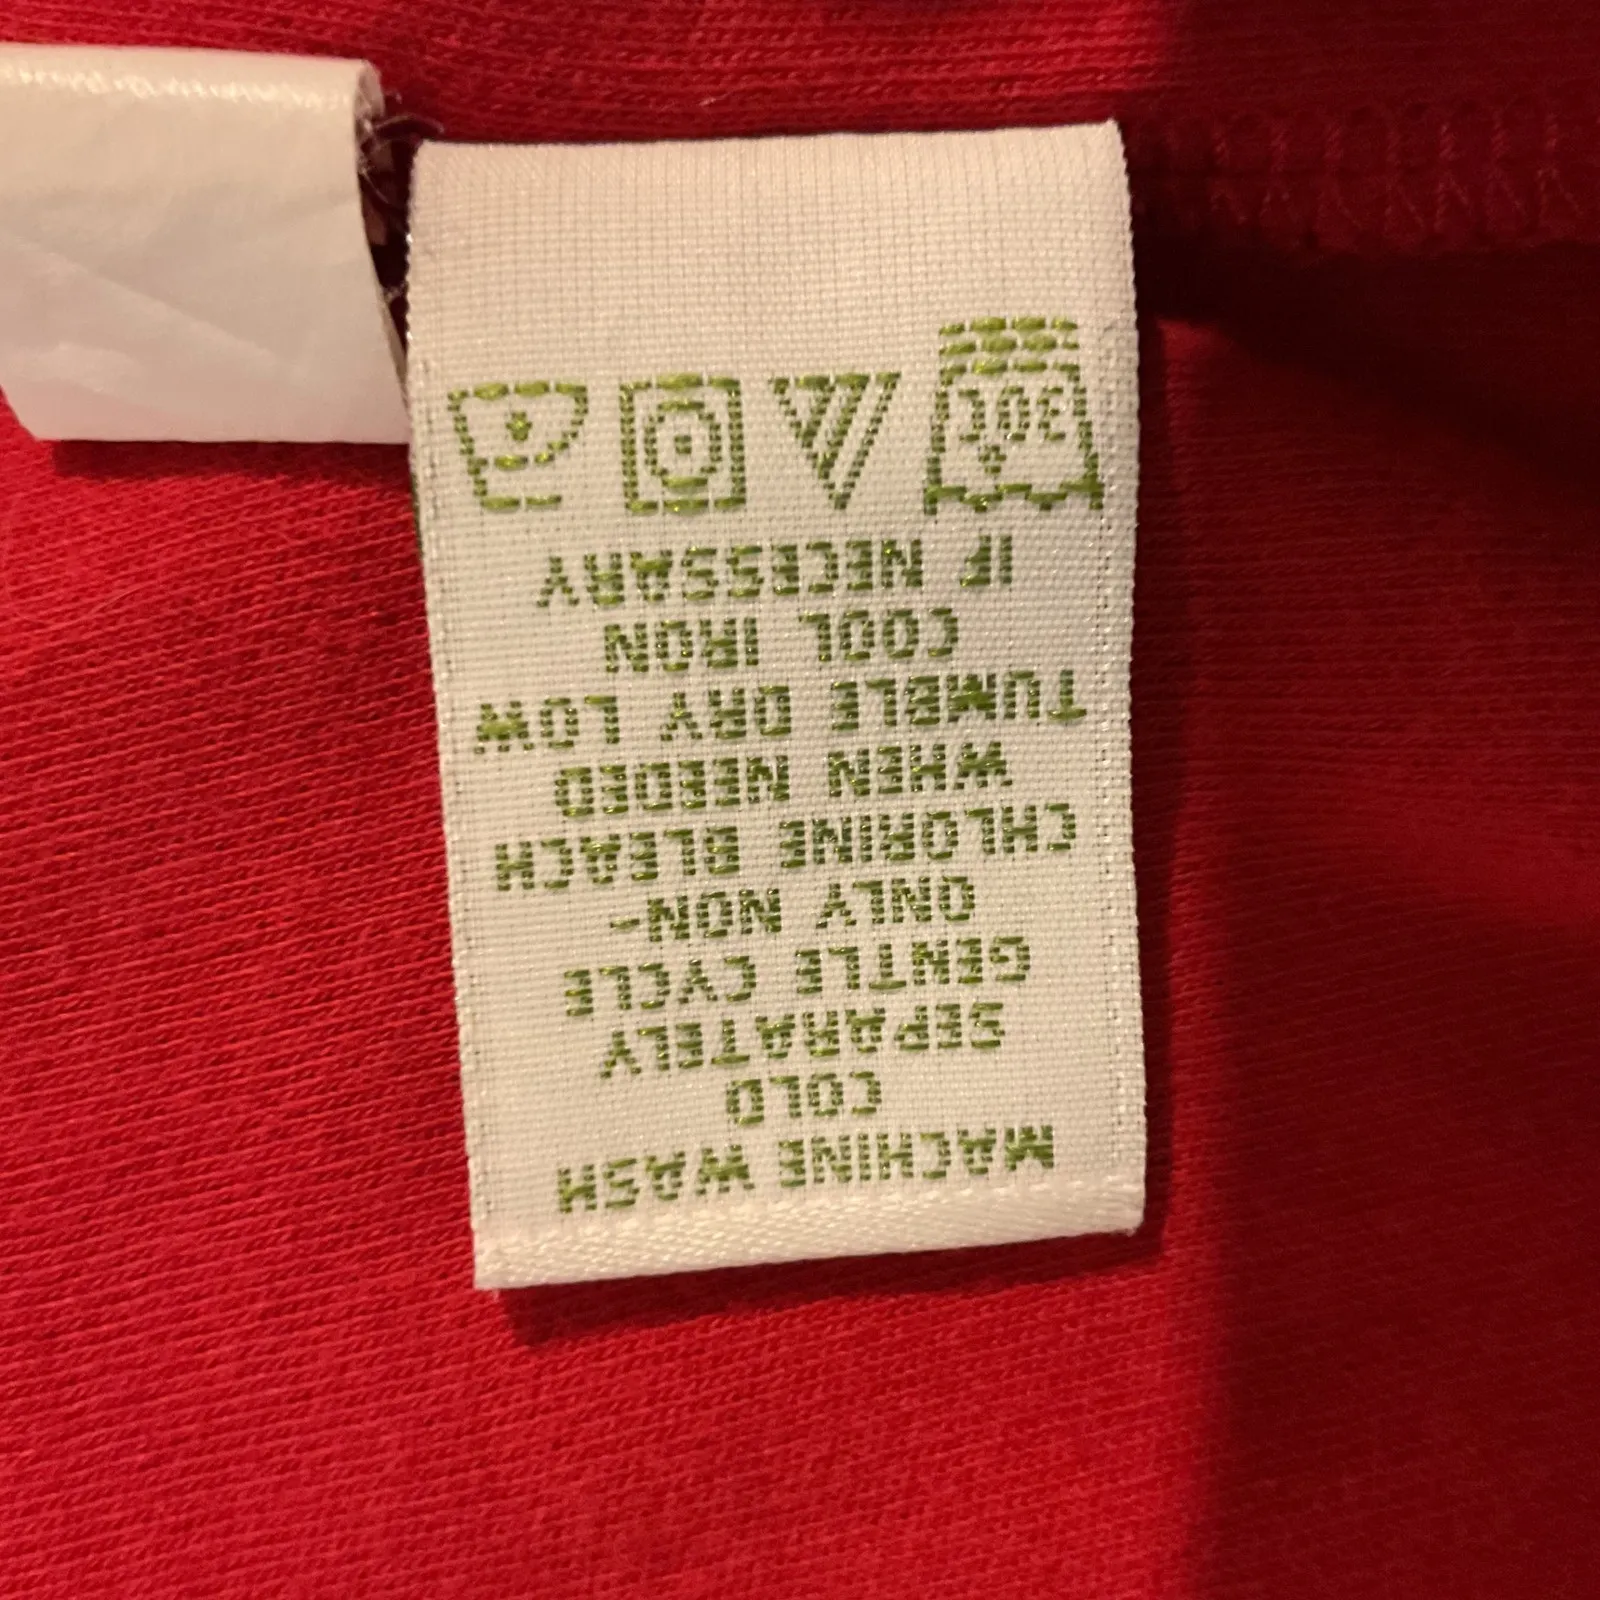 MACHINE WASH
COLD
SEPARATELY
GENTLE CYCLE
ONLY NON-
CHLORINE BLEACH
WHEN NEEDED
TUMBLE DRY LOW
COOL IRON
IF NECESSARY
30C